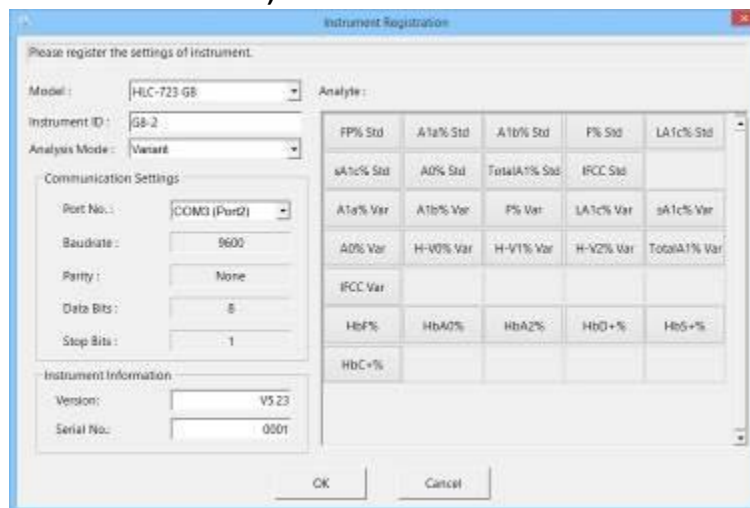 Instrument Registration
Please register the settings of instrument.
Model : HLC-723 G8
Instrument ID : G8-2
Analysis Mode : Variant
Communication Settings
Port No. : COM3 (Port2)
Baudrate : 9600
Parity : None
Data Bits : 8
Stop Bits : 1
Instrument Information
Version: V5.23
Serial No.: 0001
Analyte :
FP% Std A1a% Std A1b% Std F% Std LA1c% Std
sA1c% Std A0% Std TotalA1% Std IFCC Std
A1a% Var A1b% Var F% Var LA1c% Var sA1c% Var
A0% Var H-V0% Var H-V1% Var H-V2% Var TotalA1% Var
IFCC Var
HbF% HbA0% HbA2% HbD+% HbS+%
HbC+%
OK Cancel